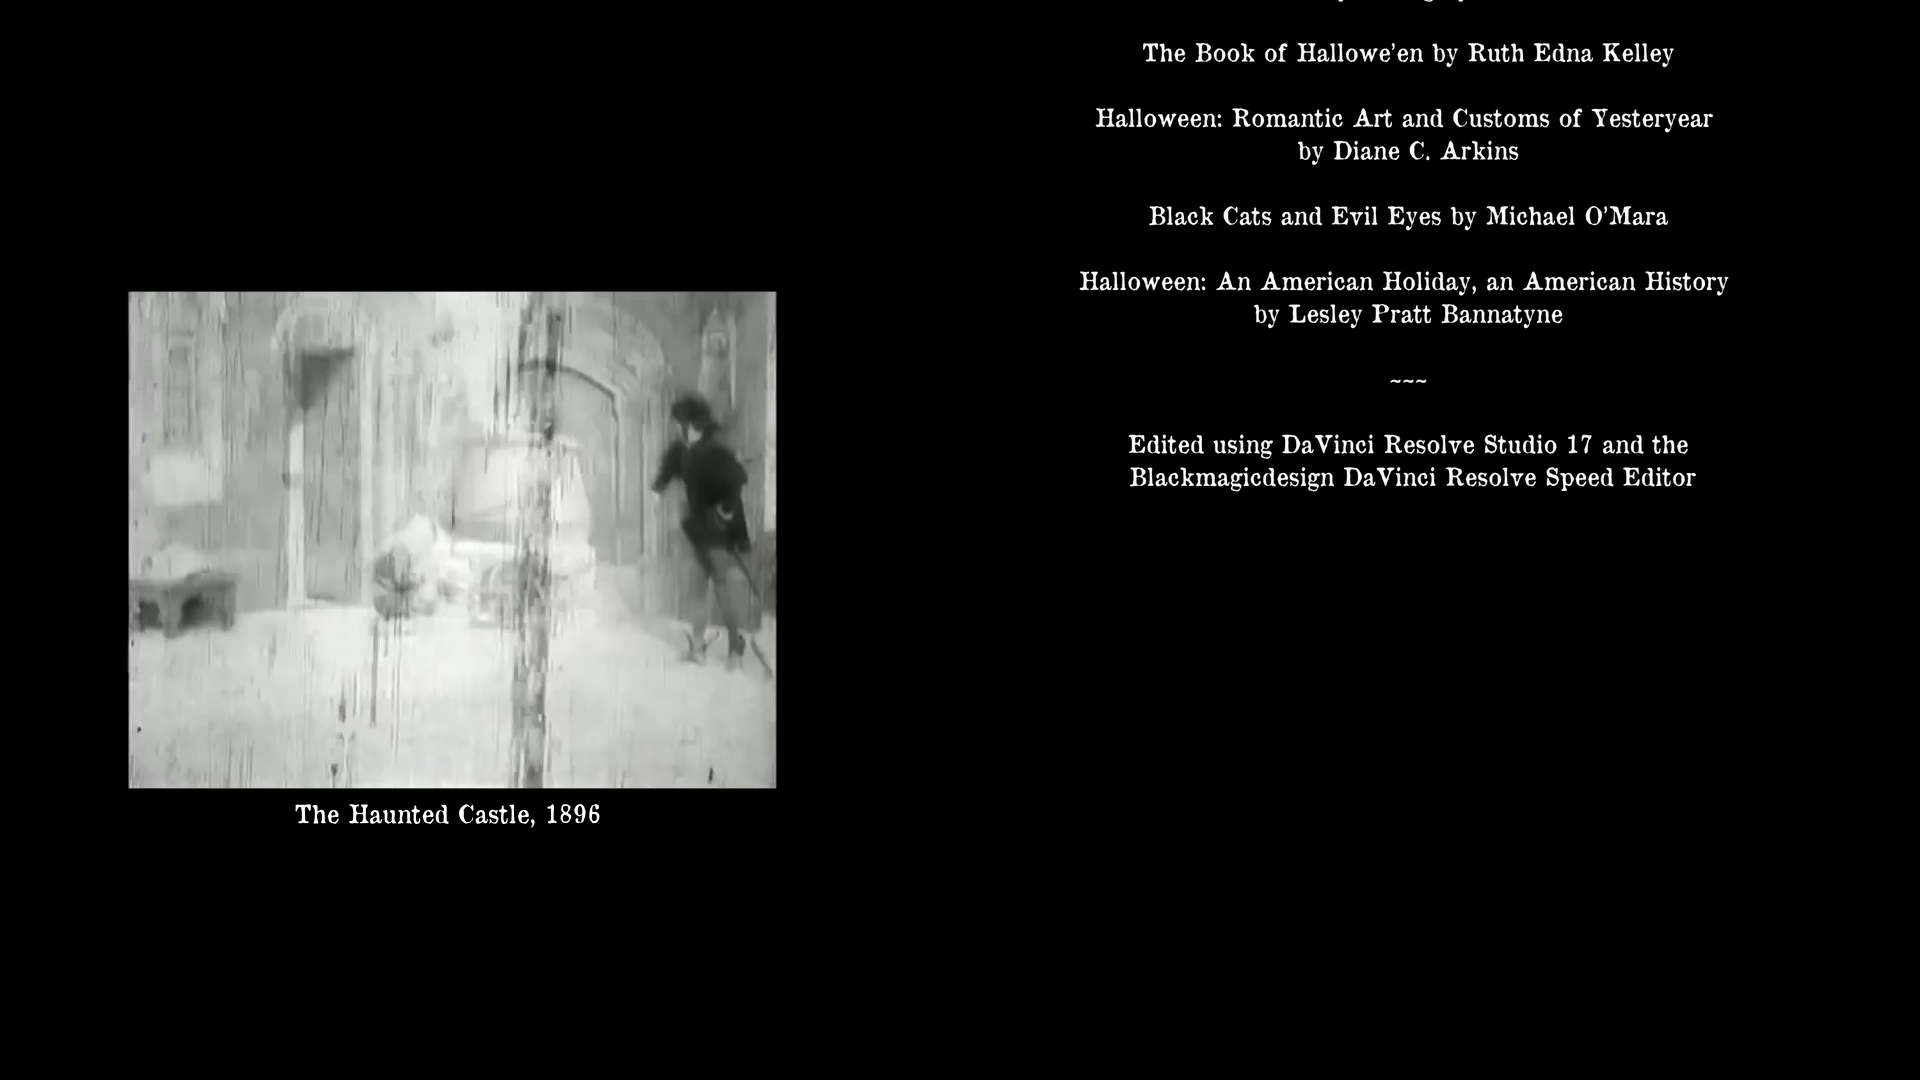 The Book of Hallowe'en by Ruth Edna Kelley
Halloween: Romantic Art and Customs of Yesteryear
by Diane C. Arkins
Black Cats and Evil Eyes by Michael O'Mara
Halloween: An American Holiday, an American History
by Lesley Pratt Bannatyne
~~~
Edited using DaVinci Resolve Studio 17 and the
Blackmagicdesign DaVinci Resolve Speed Editor
The Haunted Castle, 1896